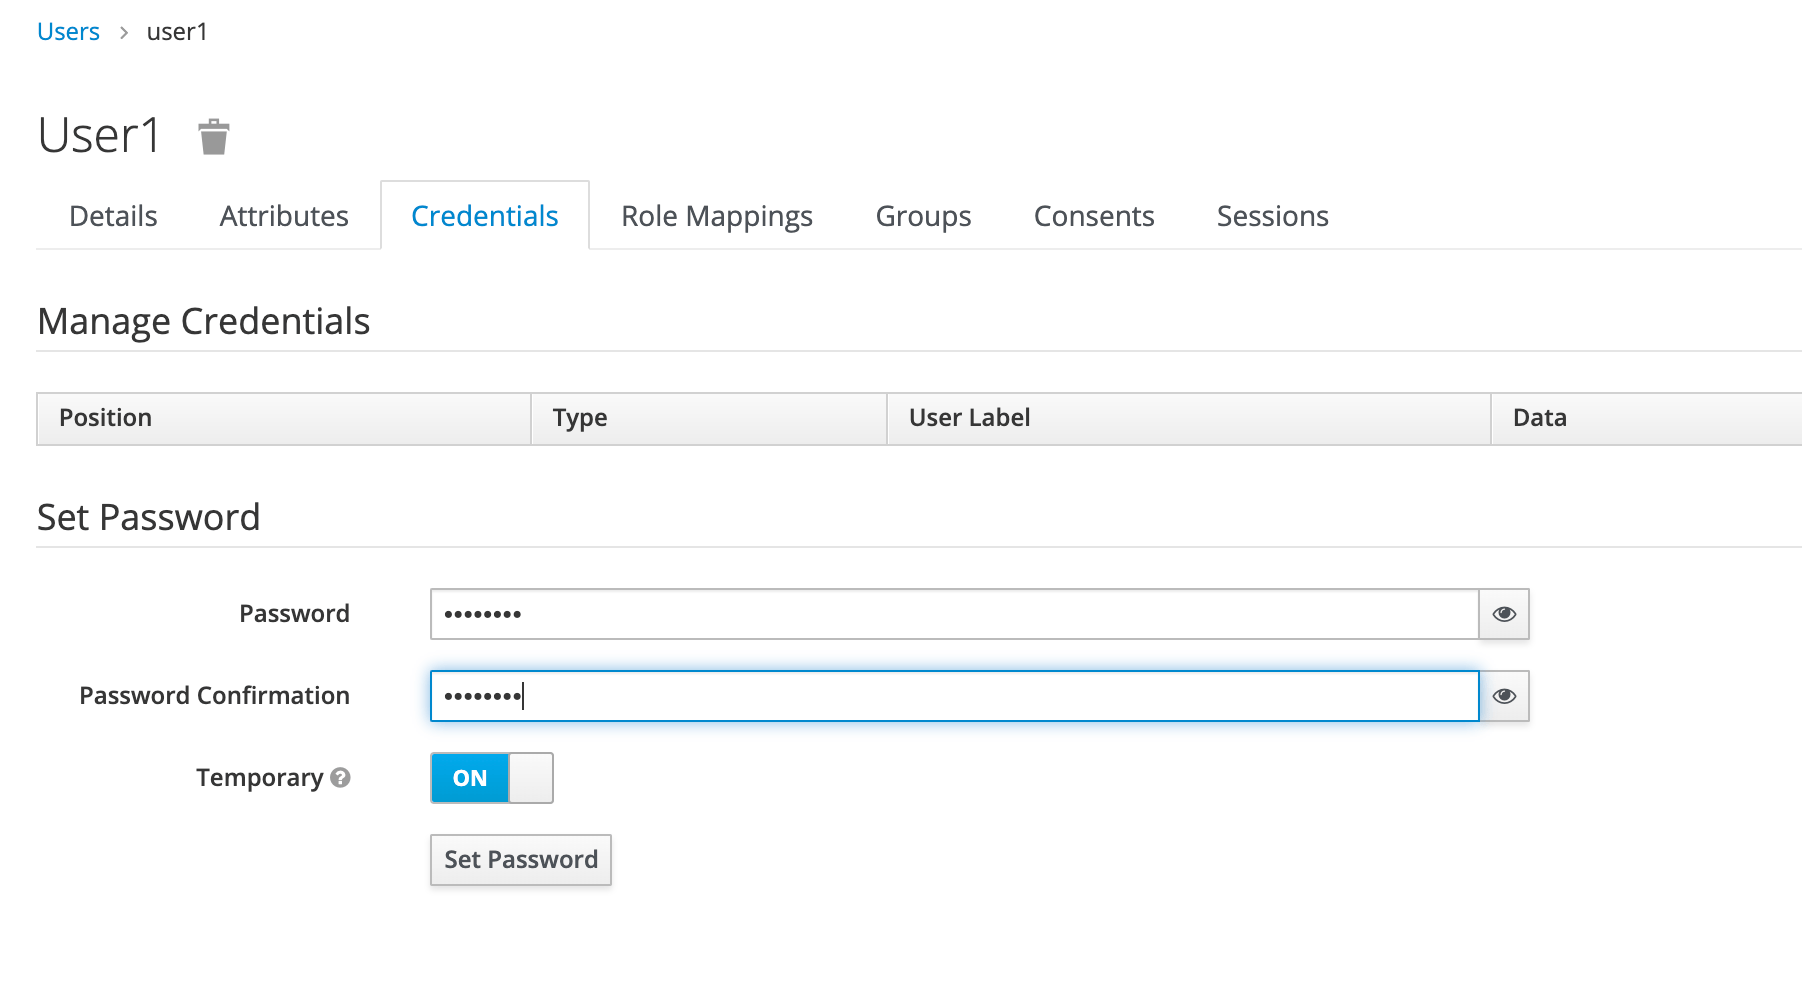 Users > user1
User1
Details Attributes Credentials Role Mappings Groups Consents Sessions
Manage Credentials
Position Type User Label Data
Set Password
Password ••••••••
Password Confirmation ••••••••
Temporary ? ON
Set Password